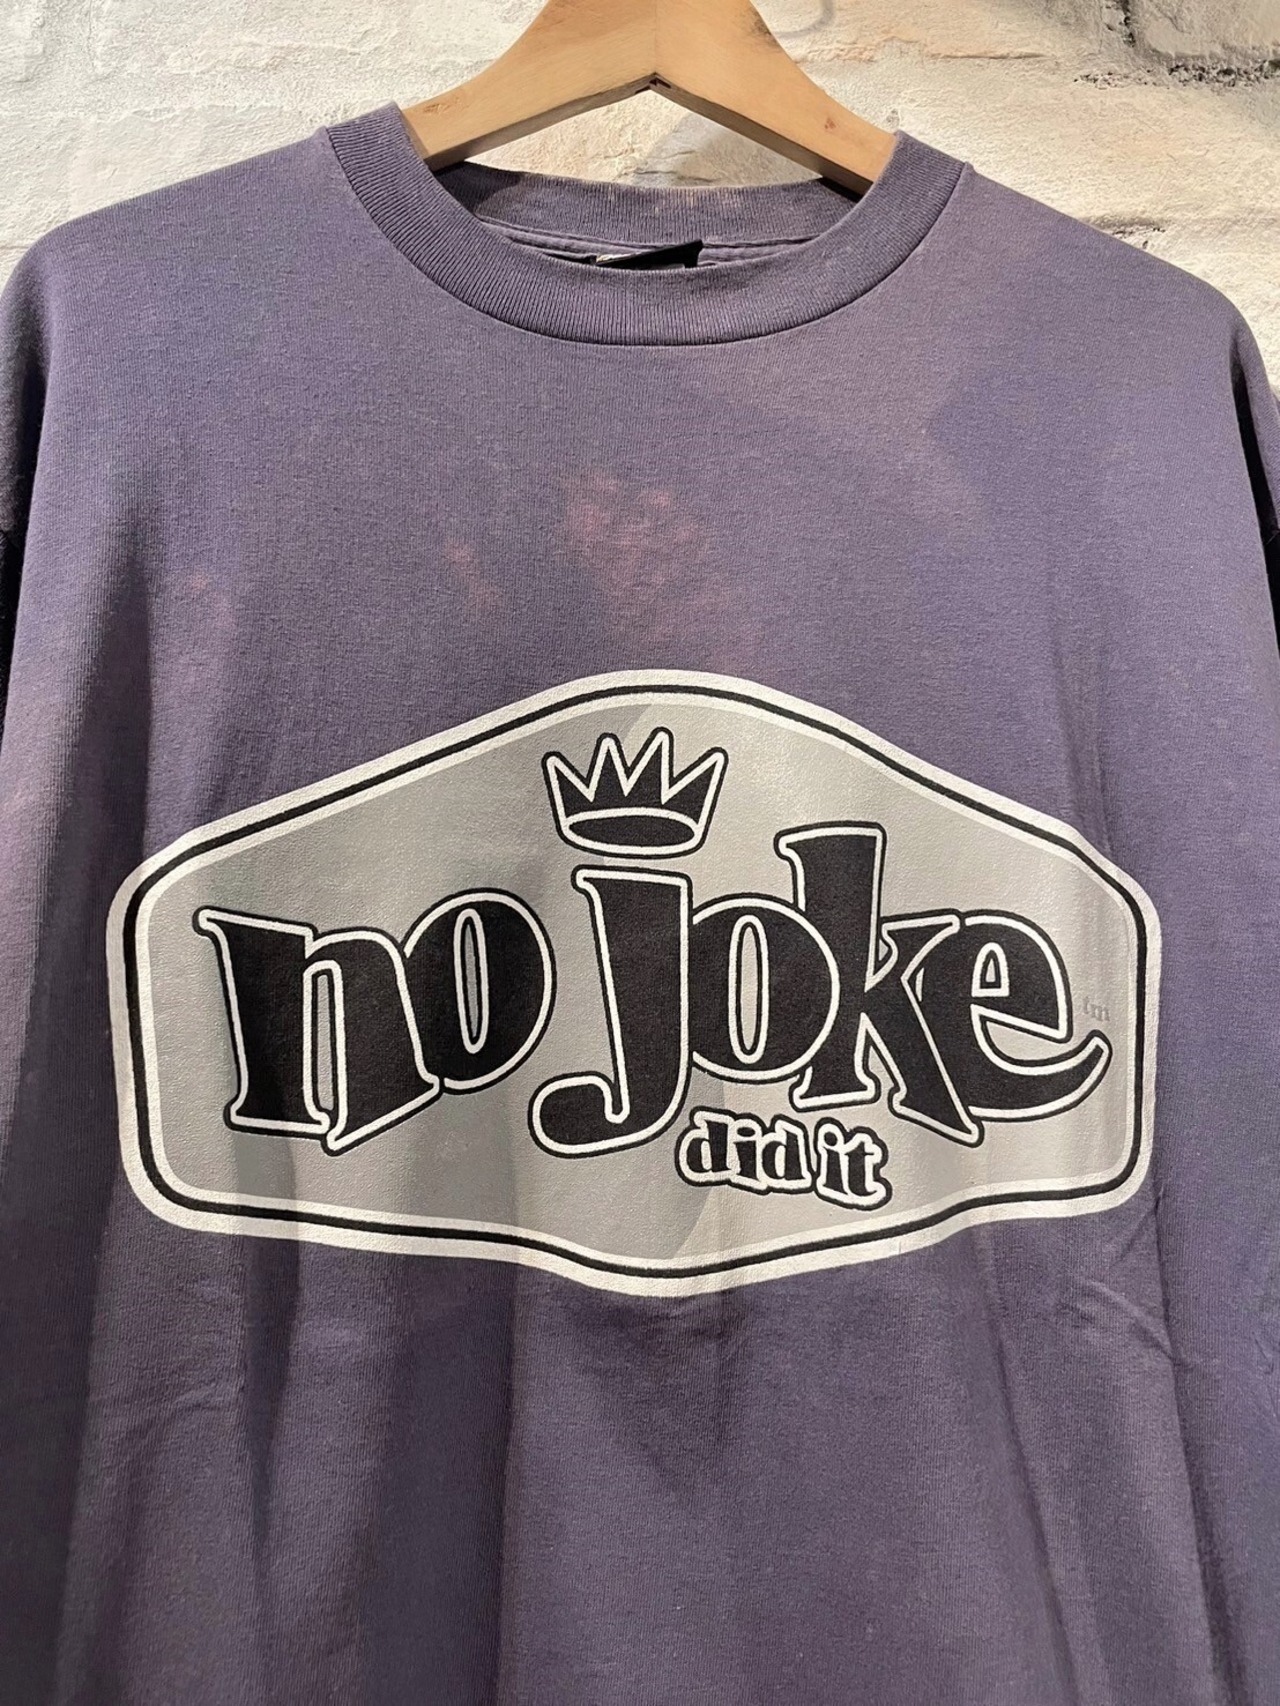 no joke tm
did it